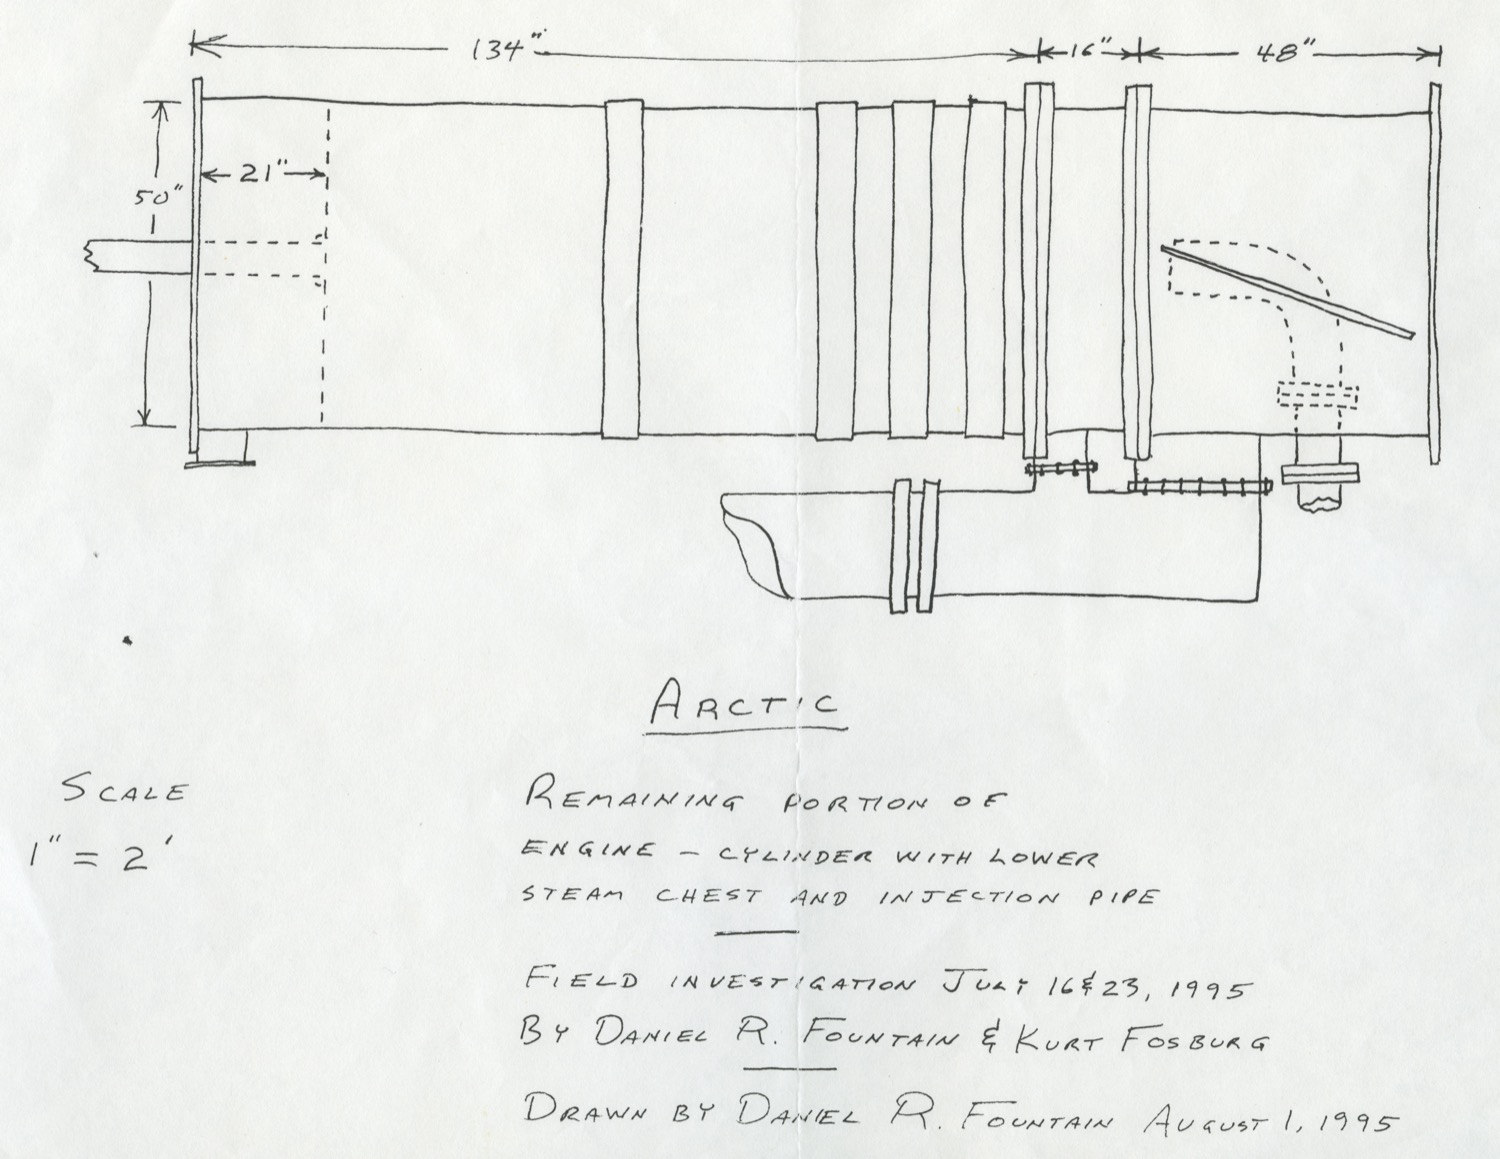 134"
16"
48"
21"
50"
ARCTIC
SCALE
1" = 2'
REMAINING PORTION OF
ENGINE – CYLINDER WITH LOWER
STEAM CHEST AND INJECTION PIPE
FIELD INVESTIGATION JULY 16 & 23, 1995
BY DANIEL R. FOUNTAIN & KURT FOSBURG
DRAWN BY DANIEL R. FOUNTAIN AUGUST 1, 1995